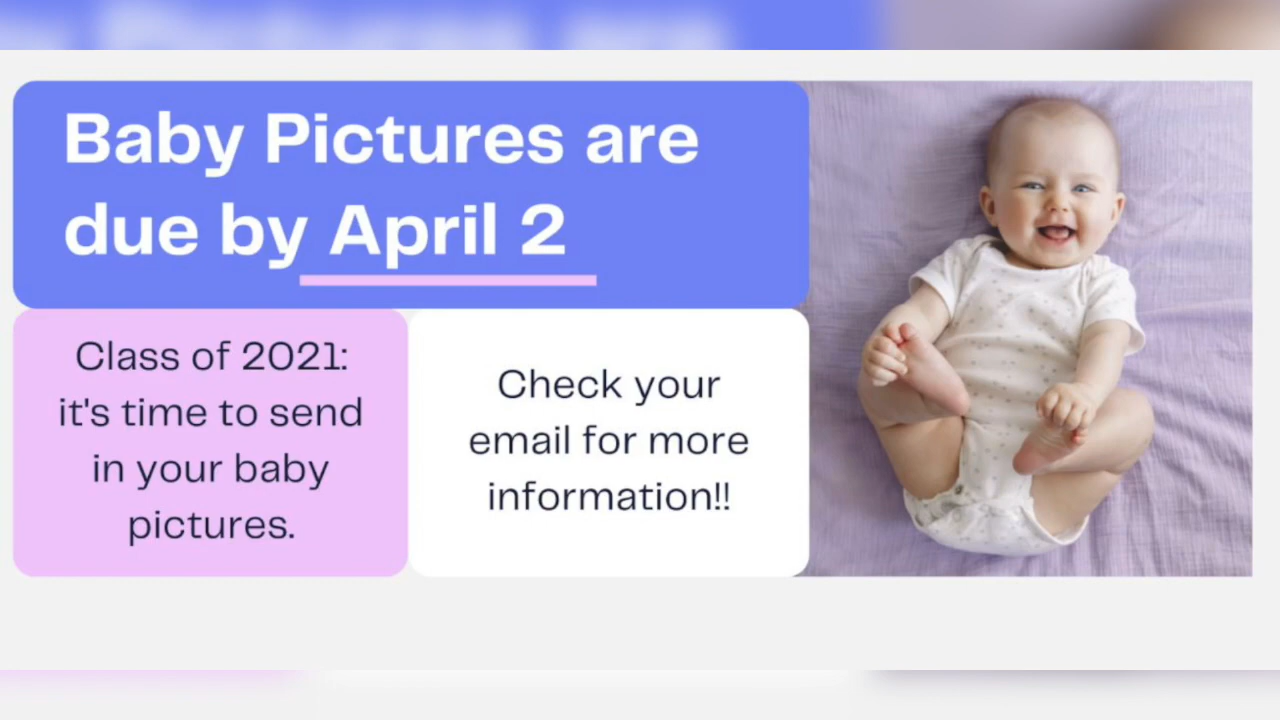 Baby Pictures are
due by April 2
Class of 2021:
it's time to send
in your baby
pictures.
Check your
email for more
information!!